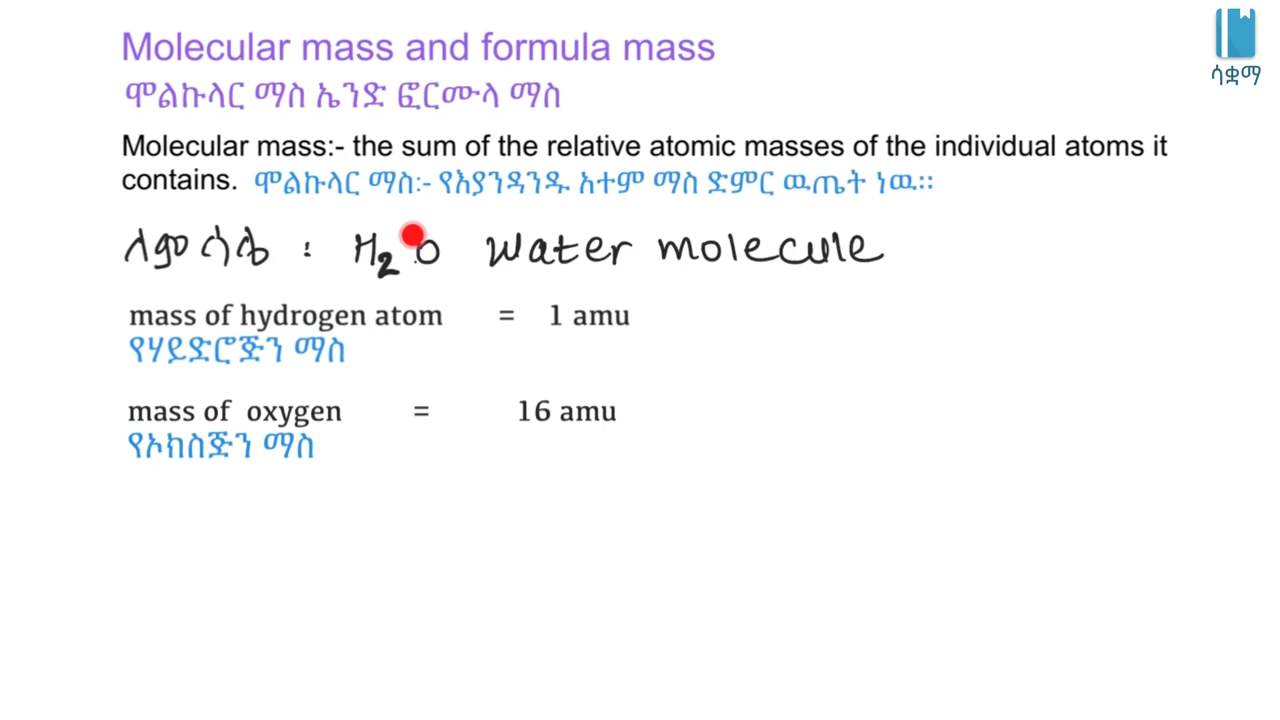 Molecular mass and formula mass
ሞልኩላር ማስ ኤንድ ፎርሙላ ማስ
ሳቋማ
Molecular mass:- the sum of the relative atomic masses of the individual atoms it
contains. ሞልኩላር ማስ:- የእያንዳንዱ አተም ማስ ድምር ዉጤት ነዉ፡፡
ለምሳሌ : H2O Water molecule
mass of hydrogen atom = 1 amu
የሃይድሮጅን ማስ
mass of oxygen = 16 amu
የኦክስጅን ማስ